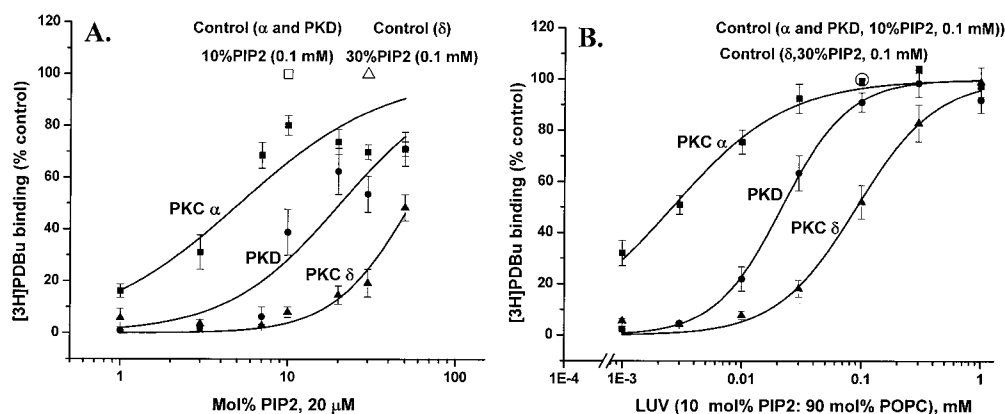 A.
Control (α and PKD)
10%PIP2 (0.1 mM)
Control (δ)
30%PIP2 (0.1 mM)
[3H]PDBu binding (% control)
120
100
80
60
40
20
0
PKC α
PKD
PKC δ
1
10
100
Mol% PIP2, 20 μM
B.
Control (α and PKD, 10%PIP2, 0.1 mM))
Control (δ,30%PIP2, 0.1 mM)
[3H]PDBu binding (% control)
120
100
80
60
40
20
0
PKC α
PKD
PKC δ
1E-4
1E-3
0.01
0.1
1
LUV (10 mol% PIP2: 90 mol% POPC), mM